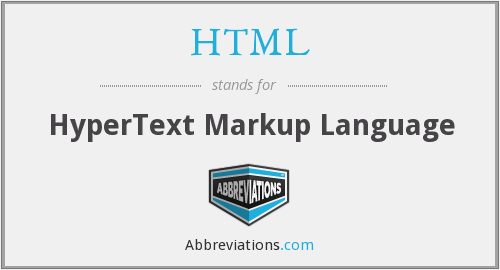 HTML
stands for
HyperText Markup Language
ABBREVIATIONS
Abbreviations.com